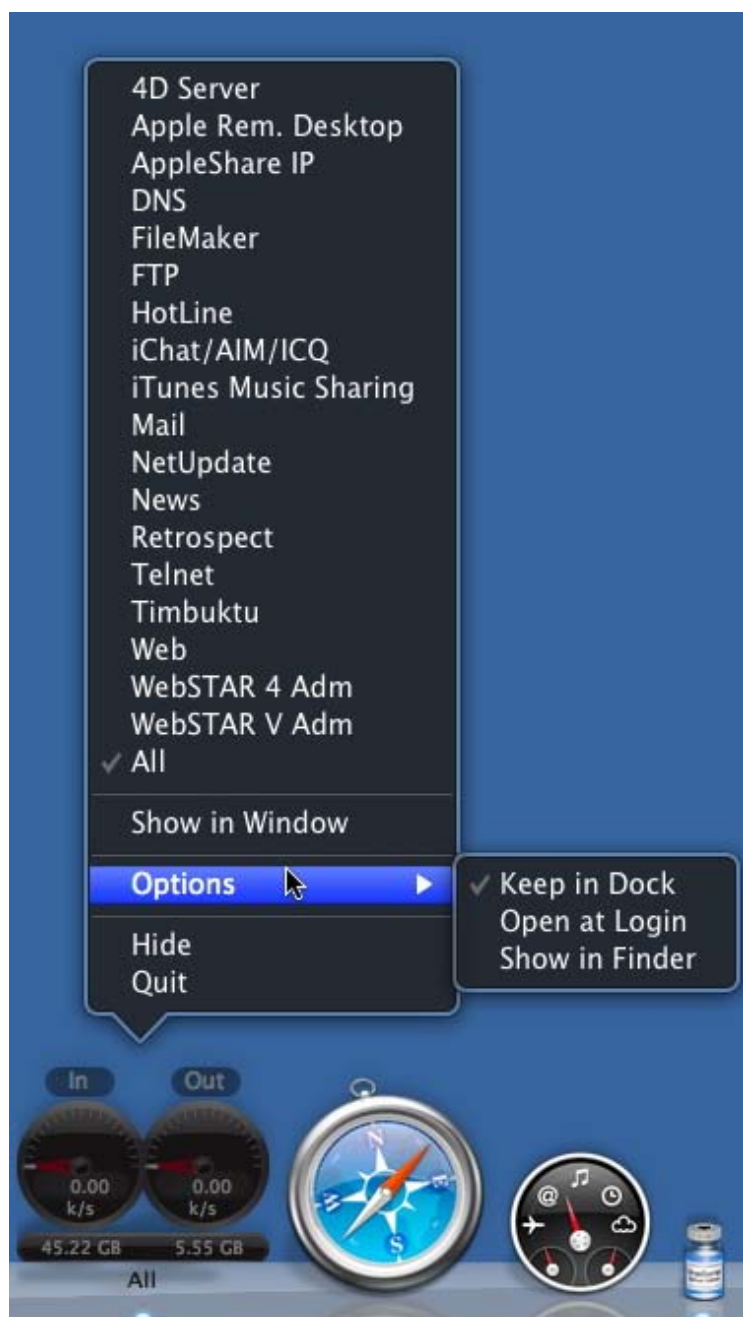 4D Server
Apple Rem. Desktop
AppleShare IP
DNS
FileMaker
FTP
HotLine
iChat/AIM/ICQ
iTunes Music Sharing
Mail
NetUpdate
News
Retrospect
Telnet
Timbuktu
Web
WebSTAR 4 Adm
WebSTAR V Adm
All
Show in Window
Options
Keep in Dock
Open at Login
Show in Finder
Hide
Quit
In Out
0.00 0.00
k/s k/s
45.22 GB 5.55 GB
All
N
E
S
W
@